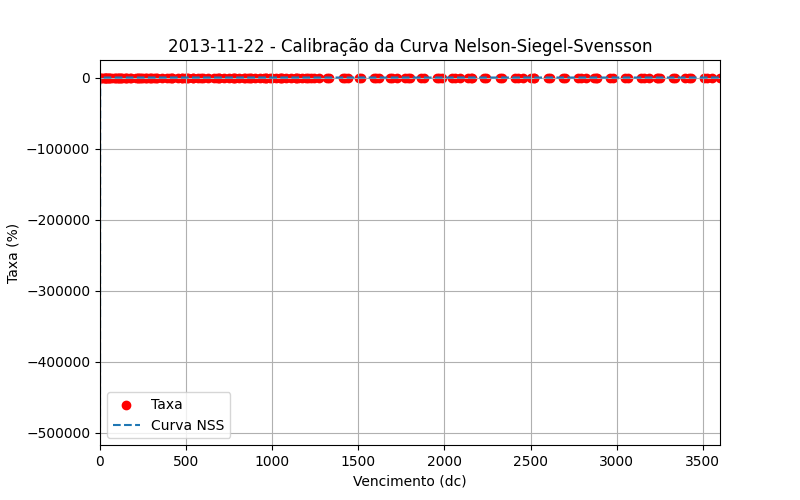 2013-11-22 - Calibração da Curva Nelson-Siegel-Svensson
Taxa (%)
0
−100000
−200000
−300000
−400000
−500000
Taxa
Curva NSS
0 500 1000 1500 2000 2500 3000 3500
Vencimento (dc)